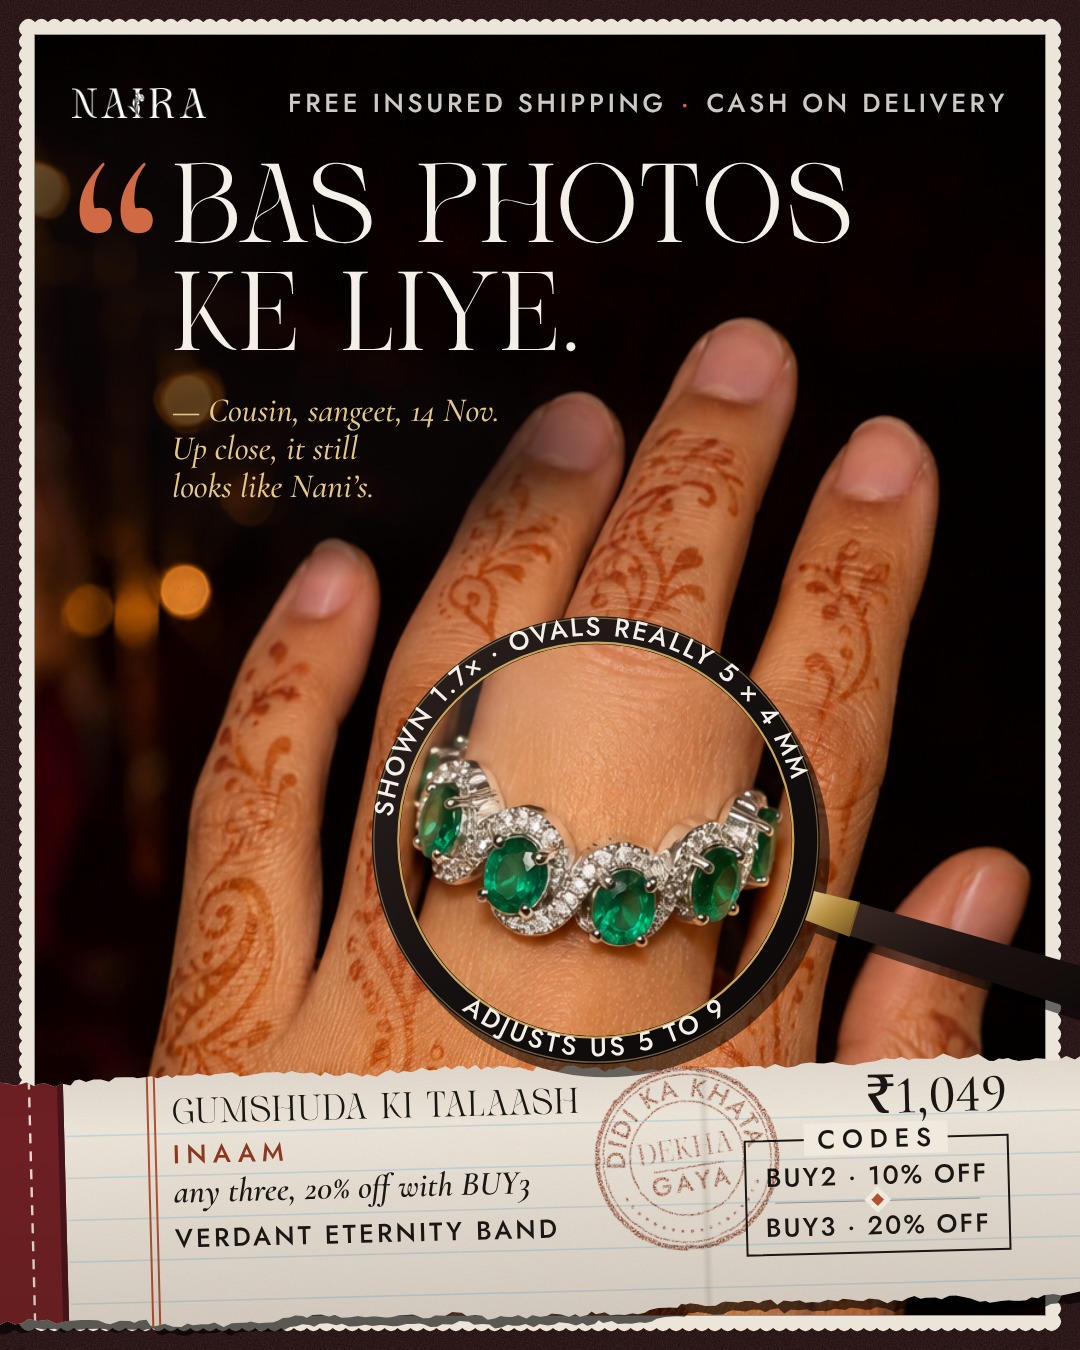 NAIRA
FREE INSURED SHIPPING · CASH ON DELIVERY
“BAS PHOTOS
KE LIYE.
— Cousin, sangeet, 14 Nov.
Up close, it still
looks like Nani’s.
SHOWN 1.7× · OVALS REALLY 5 × 4 MM
ADJUSTS US 5 TO 9
GUMSHUDA KI TALAASH
INAAM
any three, 20% off with BUY3
VERDANT ETERNITY BAND
DIDI KA KHATA
DEKHA
GAYA
₹1,049
CODES
BUY2 · 10% OFF
BUY3 · 20% OFF